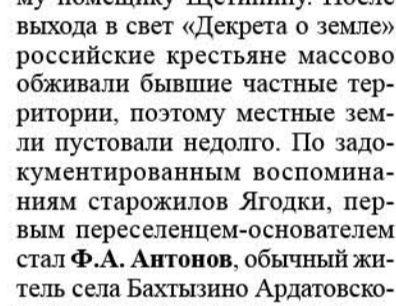 му помещику Щетинину. После
выхода в свет «Декрета о земле»
российские крестьяне массово
обживали бывшие частные тер-
ритории, поэтому местные зем-
ли пустовали недолго. По задо-
кументированным воспомина-
ниям старожилов Ягодки, пер-
вым переселенцем-основателем
стал Ф.А. Антонов, обычный жи-
тель села Бахтызино Ардатовско-